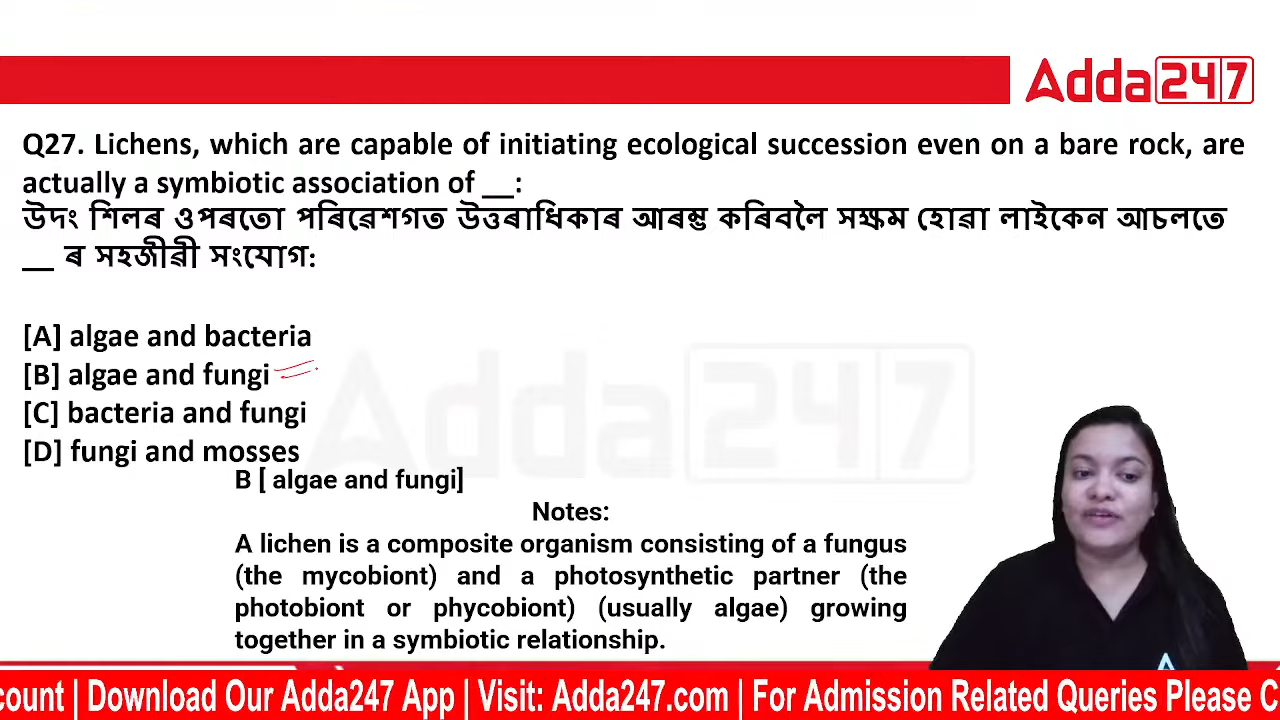 Adda247
Q27. Lichens, which are capable of initiating ecological succession even on a bare rock, are
actually a symbiotic association of __:
উদং শিলৰ ওপৰতো পৰিৱেশগত উত্তৰাধিকাৰ আৰম্ভ কৰিবলৈ সক্ষম হোৱা লাইকেন আচলতে
__ ৰ সহজীৱী সংযোগ:
[A] algae and bacteria
[B] algae and fungi
[C] bacteria and fungi
[D] fungi and mosses
Adda247
B [ algae and fungi]
Notes:
A lichen is a composite organism consisting of a fungus
(the mycobiont) and a photosynthetic partner (the
photobiont or phycobiont) (usually algae) growing
together in a symbiotic relationship.
count | Download Our Adda247 App | Visit: Adda247.com | For Admission Related Queries Please C